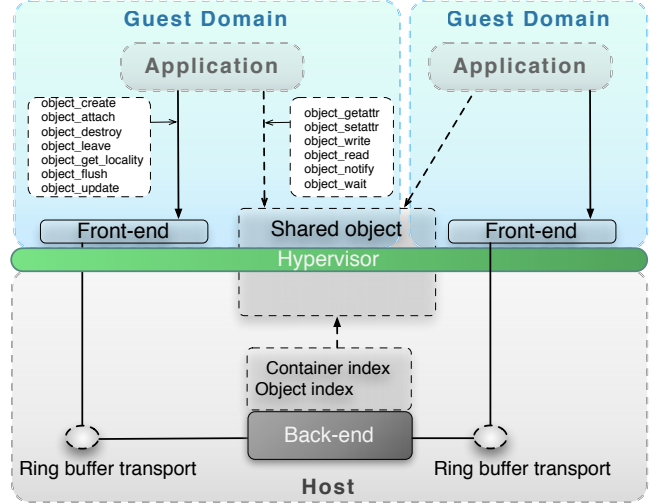 Guest Domain
Guest Domain
Application
Application
object_create
object_attach
object_destroy
object_leave
object_get_locality
object_flush
object_update
object_getattr
object_setattr
object_write
object_read
object_notify
object_wait
Front-end
Shared object
Front-end
Hypervisor
Container index
Object index
Back-end
Ring buffer transport
Ring buffer transport
Host